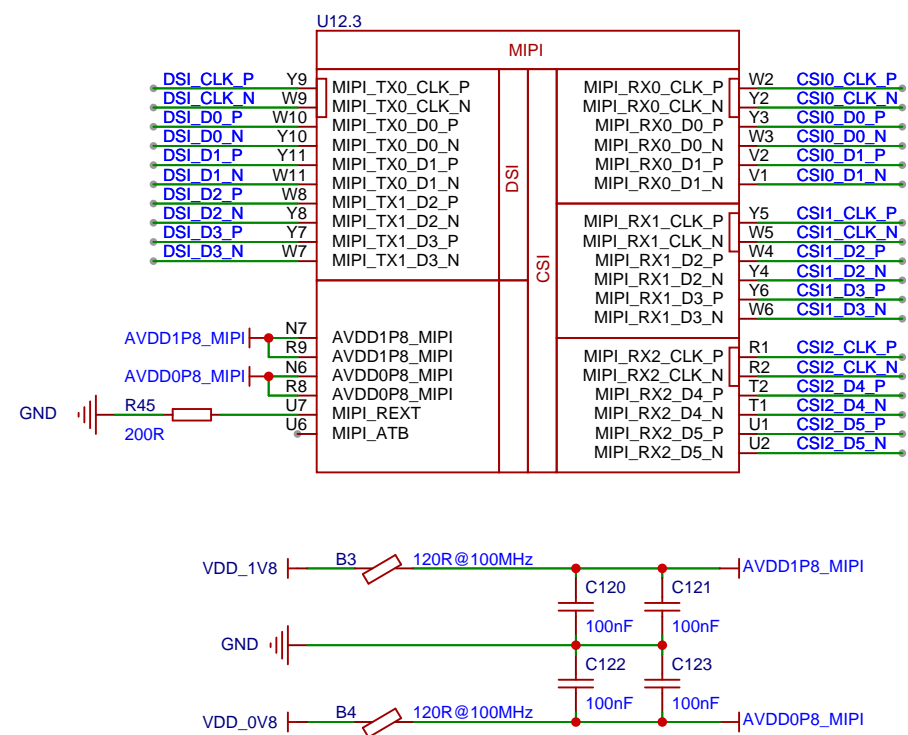 U12.3
MIPI
DSI_CLK_P Y9 MIPI_TX0_CLK_P
DSI_CLK_N W9 MIPI_TX0_CLK_N
DSI_D0_P W10 MIPI_TX0_D0_P
DSI_D0_N Y10 MIPI_TX0_D0_N
DSI_D1_P Y11 MIPI_TX0_D1_P
DSI_D1_N W11 MIPI_TX0_D1_N
DSI_D2_P W8 MIPI_TX1_D2_P
DSI_D2_N Y8 MIPI_TX1_D2_N
DSI_D3_P Y7 MIPI_TX1_D3_P
DSI_D3_N W7 MIPI_TX1_D3_N
DSI
CSI
MIPI_RX0_CLK_P W2 CSI0_CLK_P
MIPI_RX0_CLK_N Y2 CSI0_CLK_N
MIPI_RX0_D0_P Y3 CSI0_D0_P
MIPI_RX0_D0_N W3 CSI0_D0_N
MIPI_RX0_D1_P V2 CSI0_D1_P
MIPI_RX0_D1_N V1 CSI0_D1_N
MIPI_RX1_CLK_P Y5 CSI1_CLK_P
MIPI_RX1_CLK_N W5 CSI1_CLK_N
MIPI_RX1_D2_P W4 CSI1_D2_P
MIPI_RX1_D2_N Y4 CSI1_D2_N
MIPI_RX1_D3_P Y6 CSI1_D3_P
MIPI_RX1_D3_N W6 CSI1_D3_N
MIPI_RX2_CLK_P R1 CSI2_CLK_P
MIPI_RX2_CLK_N R2 CSI2_CLK_N
MIPI_RX2_D4_P T2 CSI2_D4_P
MIPI_RX2_D4_N T1 CSI2_D4_N
MIPI_RX2_D5_P U1 CSI2_D5_P
MIPI_RX2_D5_N U2 CSI2_D5_N
AVDD1P8_MIPI N7 AVDD1P8_MIPI
R9 AVDD1P8_MIPI
AVDD0P8_MIPI N6 AVDD0P8_MIPI
R8 AVDD0P8_MIPI
GND R45 U7 MIPI_REXT
200R U6 MIPI_ATB
VDD_1V8 B3 120R@100MHz AVDD1P8_MIPI
C120 C121
100nF 100nF
GND
C122 C123
100nF 100nF
VDD_0V8 B4 120R@100MHz AVDD0P8_MIPI